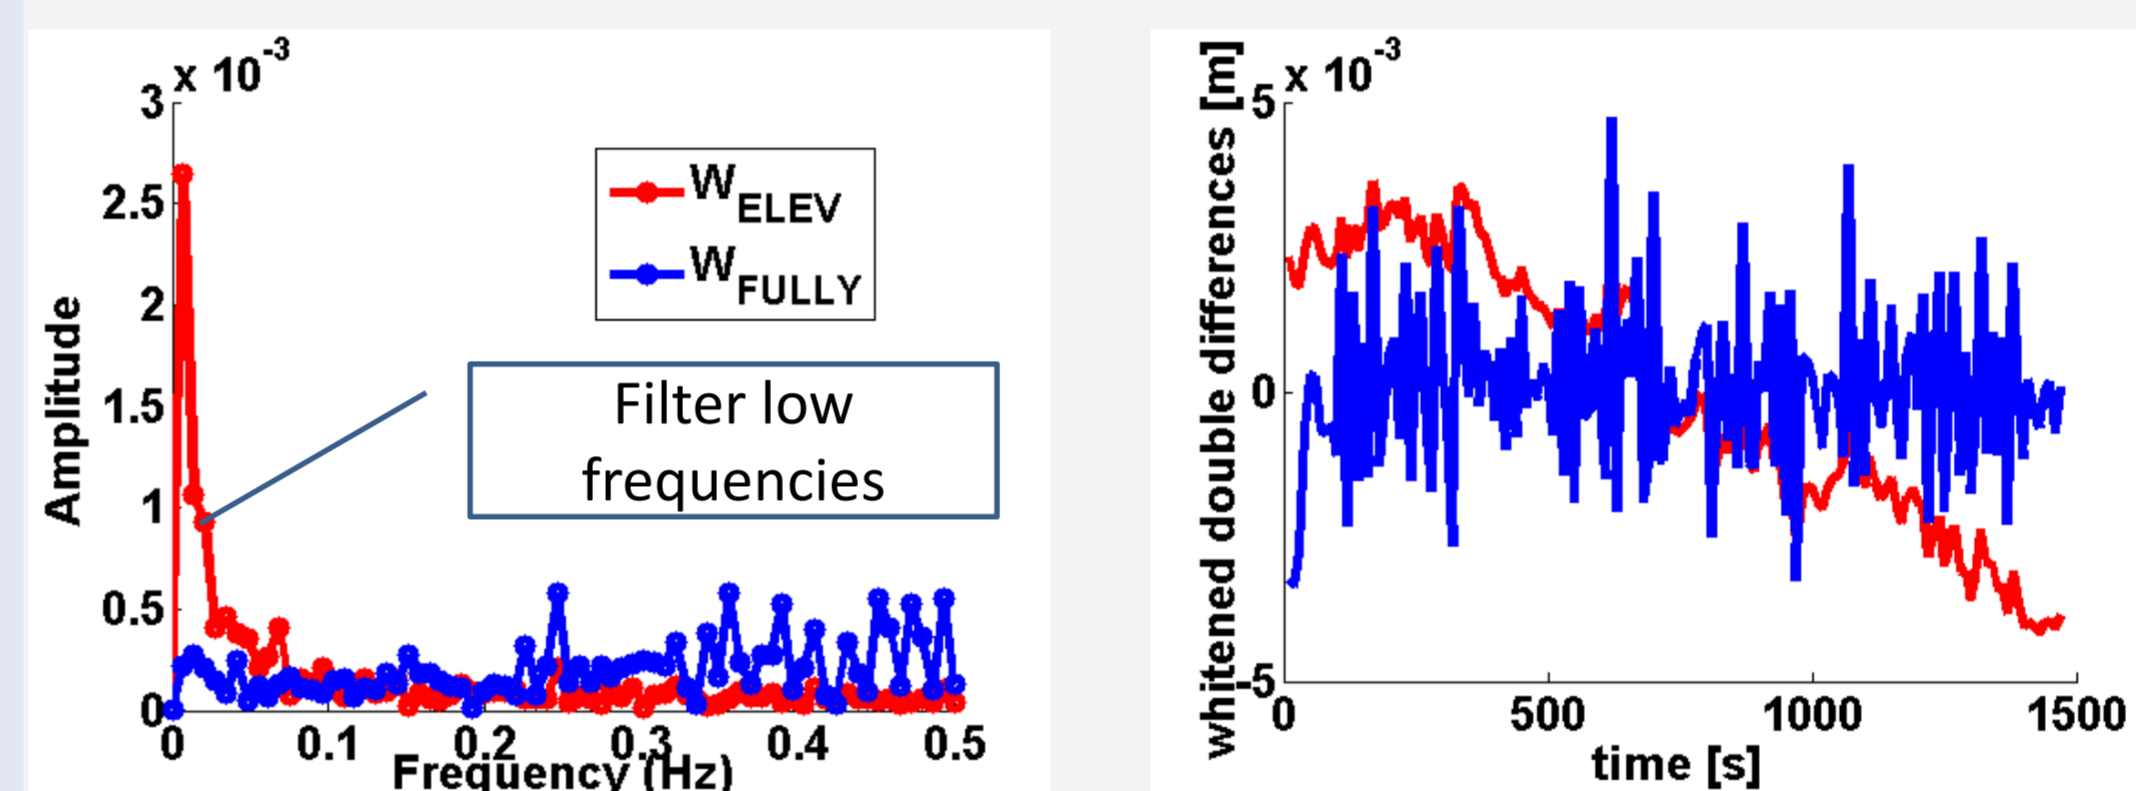 x 10-3
3
2.5
2
1.5
1
0.5
0
Amplitude
WELEV
WFULLY
Filter low
frequencies
0 0.1 0.2 0.3 0.4 0.5
Frequency (Hz)
x 10-3
5
0
-5
whitened double differences [m]
0 500 1000 1500
time [s]